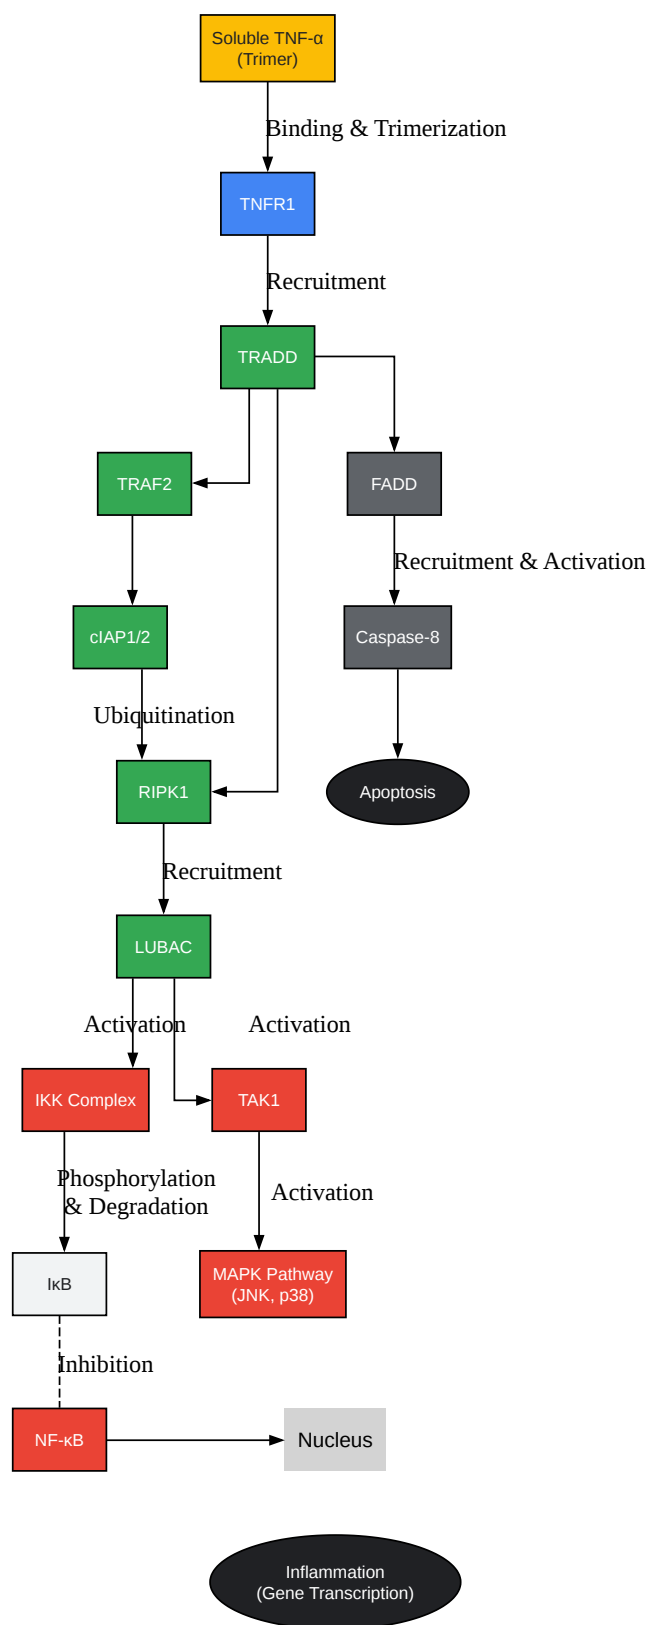 Soluble TNF-α
(Trimer)
Binding & Trimerization
TNFR1
Recruitment
TRADD
TRAF2
FADD
Recruitment & Activation
cIAP1/2
Caspase-8
Ubiquitination
RIPK1
Apoptosis
Recruitment
LUBAC
Activation
Activation
IKK Complex
TAK1
Phosphorylation
& Degradation
Activation
IκB
MAPK Pathway
(JNK, p38)
Inhibition
NF-κB
Nucleus
Inflammation
(Gene Transcription)